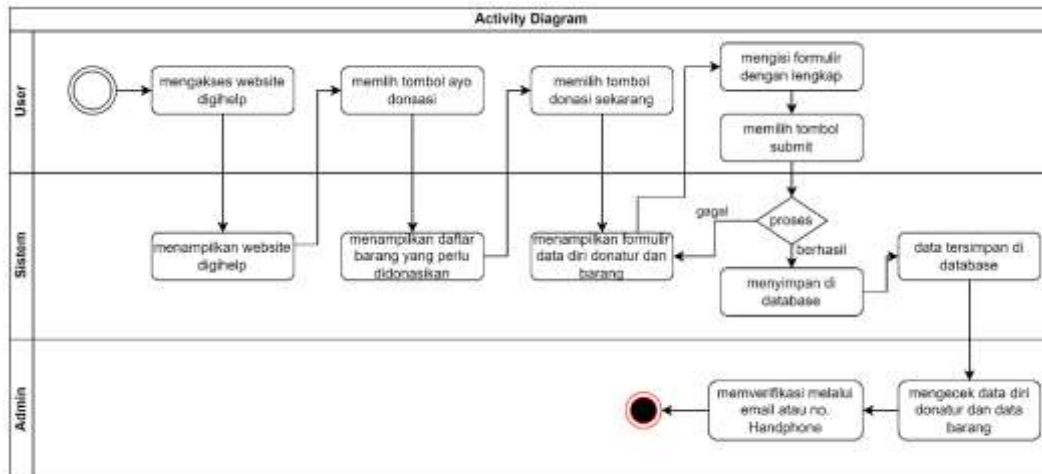 Activity Diagram
User
mengakses website
digihelp
memlih tombol ayo
donsasi
memilih tombol
donasi sekarang
mengisi formulir
dengan lengkap
memilih tombol
submit
Sistem
menampilkan website
digihelp
menampilkan daftar
barang yang perlu
didonasikan
menampilkan formulir
data diri donatur dan
barang
gagal
proses
berhasil
menyimpan di
database
data tersimpan di
database
Admin
memverifikasi melalui
email atau no.
Handphone
mengecek data diri
donatur dan data
barang